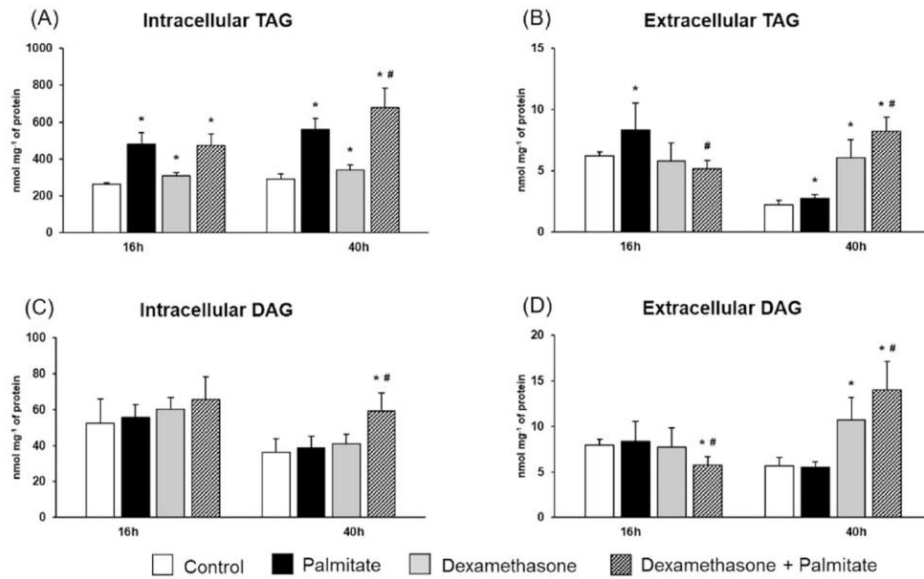 (A)
Intracellular TAG
1000
800
600
400
200
0
nmol mg⁻¹ of protein
*
*
*
* 
*
*
* #
16h
40h
(B)
Extracellular TAG
15
10
5
0
nmol mg⁻¹ of protein
*
#
*
*
* #
16h
40h
(C)
Intracellular DAG
100
80
60
40
20
0
nmol mg⁻¹ of protein
* #
16h
40h
(D)
Extracellular DAG
20
15
10
5
0
nmol mg⁻¹ of protein
* #
*
* #
16h
40h
Control
Palmitate
Dexamethasone
Dexamethasone + Palmitate